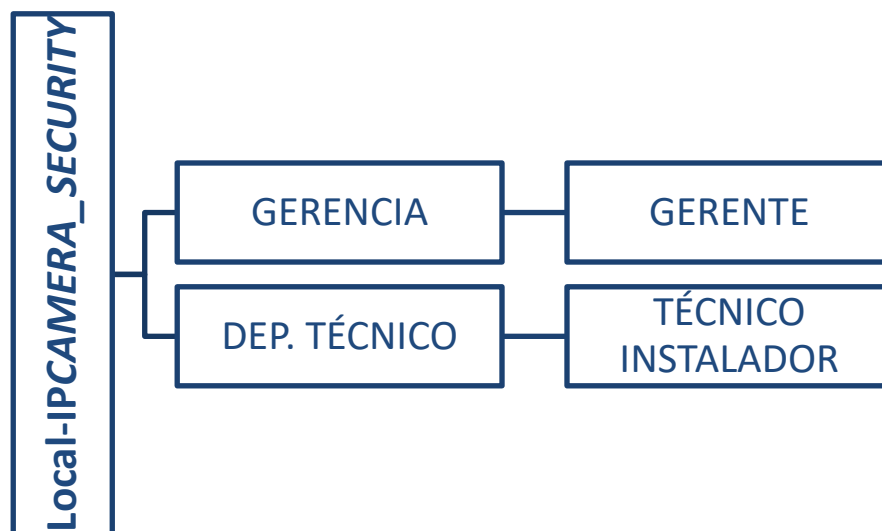 Local-IPCAMERA_SECURITY
GERENCIA
GERENTE
DEP. TÉCNICO
TÉCNICO
INSTALADOR